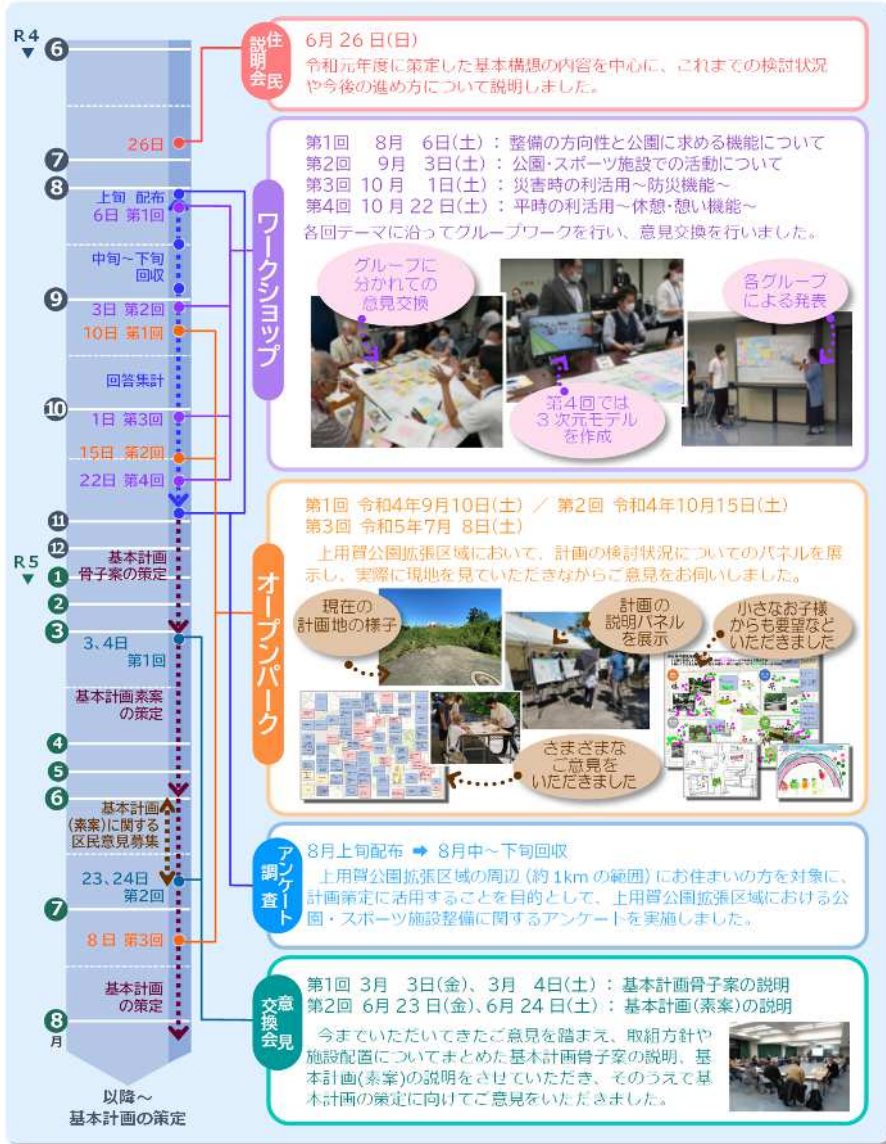 R4
▼
6
26日
7
8
上旬 配布
6日 第1回
中旬～下旬
回収
9
3日 第2回
10日 第1回
回答集計
10
1日 第3回
15日 第2回
22日 第4回
11
12
R5
▼
基本計画
骨子案の策定
1
2
3
3、4日
第1回
基本計画素案
の策定
4
5
6
基本計画
(素案)に関する
区民意見募集
23、24日
第2回
7
8日 第3回
基本計画
の策定
8
月
以降～
基本計画の策定
住民
説明会
6月26日(日)
令和元年度に策定した基本構想の内容を中心に、これまでの検討状況
や今後の進め方について説明しました。
ワークショップ
第1回 8月 6日(土)：整備の方向性と公園に求める機能について
第2回 9月 3日(土)：公園・スポーツ施設での活動について
第3回 10月 1日(土)：災害時の利活用～防災機能～
第4回 10月22日(土)：平時の利活用～休憩・憩い機能～
各回テーマに沿ってグループワークを行い、意見交換を行いました。
グループに
分かれての
意見交換
第4回では
3次元モデル
を作成
各グループ
による発表
オープンパーク
第1回 令和4年9月10日(土) ／ 第2回 令和4年10月15日(土)
第3回 令和5年7月 8日(土)
上用賀公園拡張区域において、計画の検討状況についてのパネルを展
示し、実際に現地を見ていただきながらご意見をお伺いしました。
現在の
計画地の様子
計画の
説明パネル
を展示
小さなお子様
からも要望など
いただきました
さまざまな
ご意見を
いただきました
アンケート
調査
8月上旬配布 ➡ 8月中～下旬回収
上用賀公園拡張区域の周辺(約1kmの範囲)にお住まいの方を対象に、
計画策定に活用することを目的として、上用賀公園拡張区域における公
園・スポーツ施設整備に関するアンケートを実施しました。
意見
交換会
第1回 3月 3日(金)、3月 4日(土)：基本計画骨子案の説明
第2回 6月23日(金)、6月24日(土)：基本計画(素案)の説明
今までいただいてきたご意見を踏まえ、取組方針や
施設配置についてまとめた基本計画骨子案の説明、基
本計画(素案)の説明をさせていただき、そのうえで基
本計画の策定に向けてご意見をいただきました。